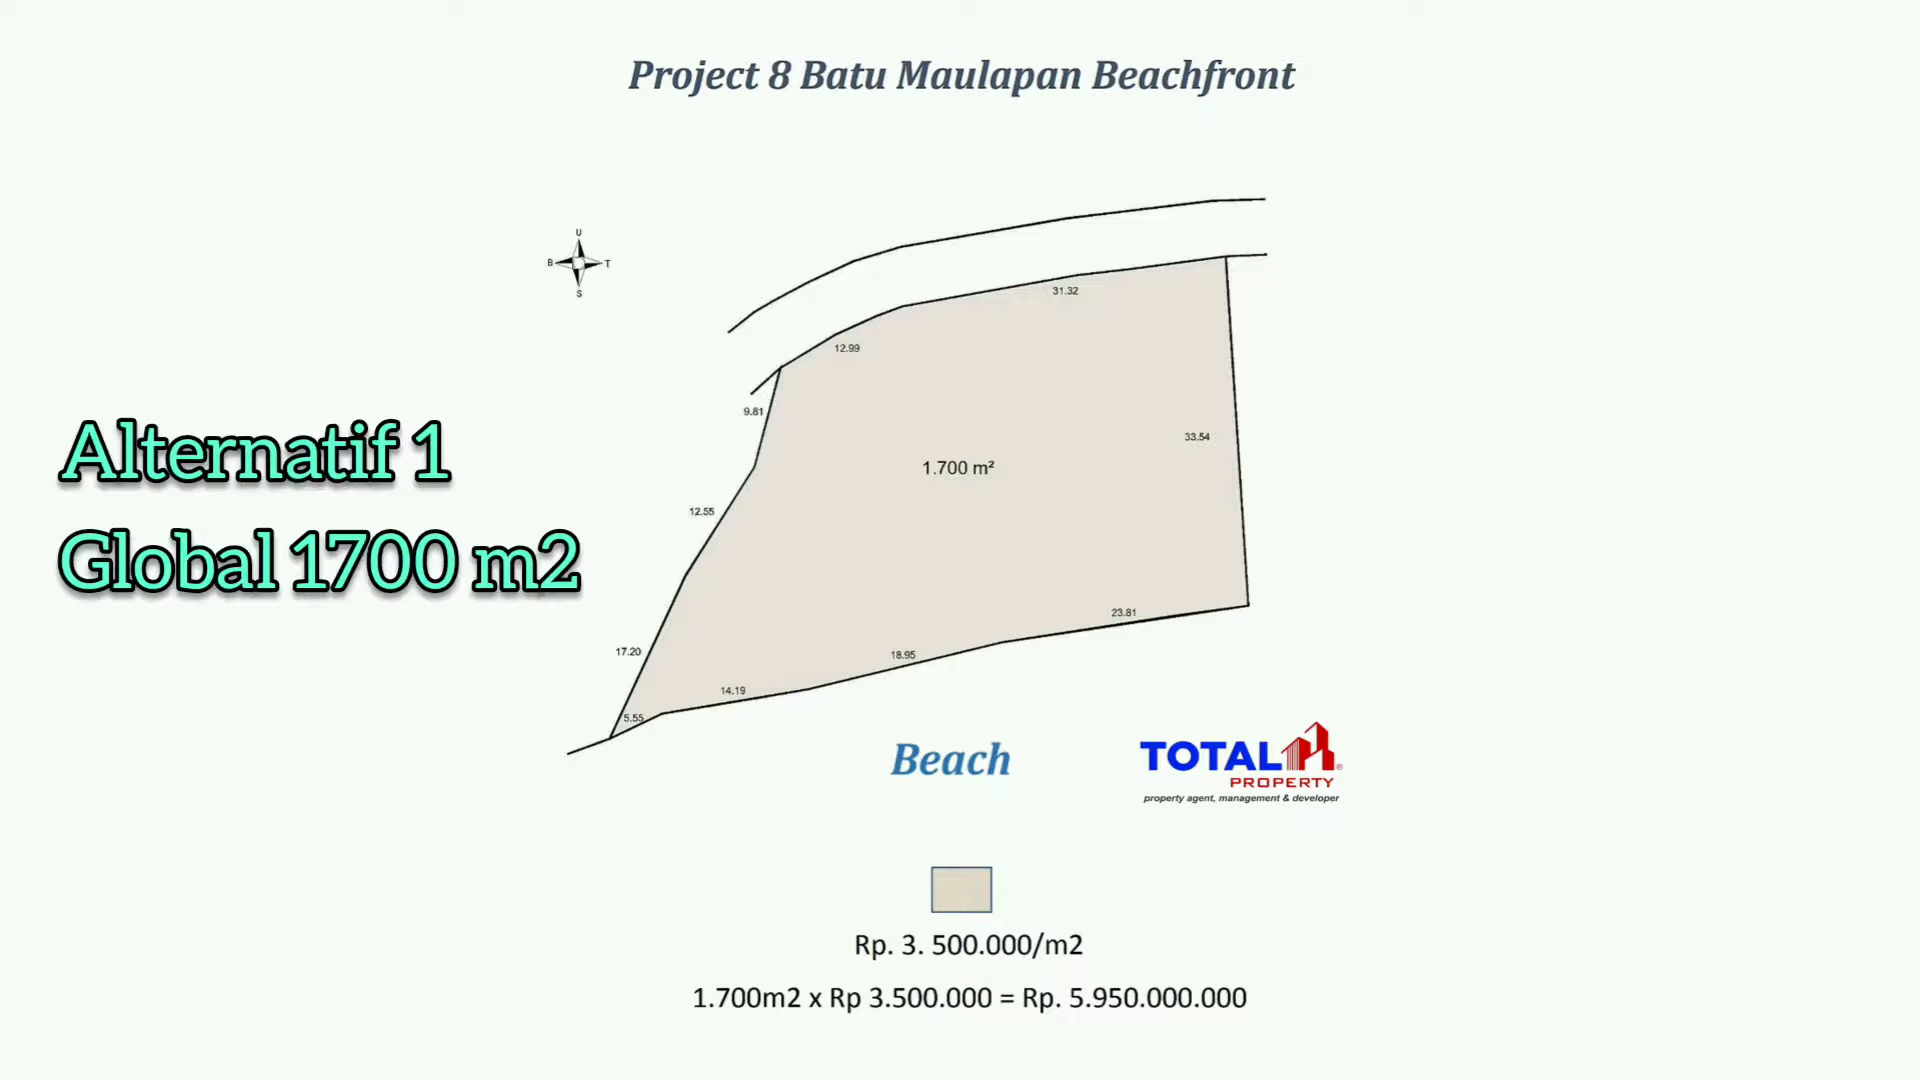 Project 8 Batu Maulapan Beachfront
U
B T
S
31.32
12.99
9.81
33.54
Alternatif 1
1.700 m²
12.55
Global 1700 m2
23.81
17.20
18.95
14.19
5.55
Beach
TOTAL
PROPERTY
property agent, management & developer
Rp. 3. 500.000/m2
1.700m2 x Rp 3.500.000 = Rp. 5.950.000.000